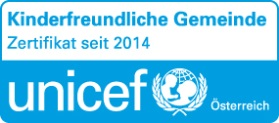 Kinderfreundliche Gemeinde
Zertifikat seit 2014
unicef Österreich